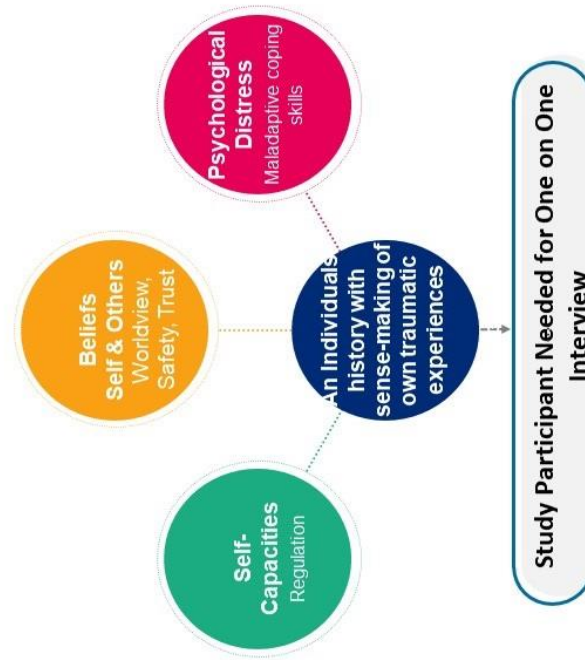 Self-
Capacities
Regulation
Beliefs
Self & Others
Worldview,
Safety, Trust
Psychological
Distress
Maladaptive coping
skills
An Individuals
history with
sense-making of
own traumatic
experiences
Study Participant Needed for One on One
Interview